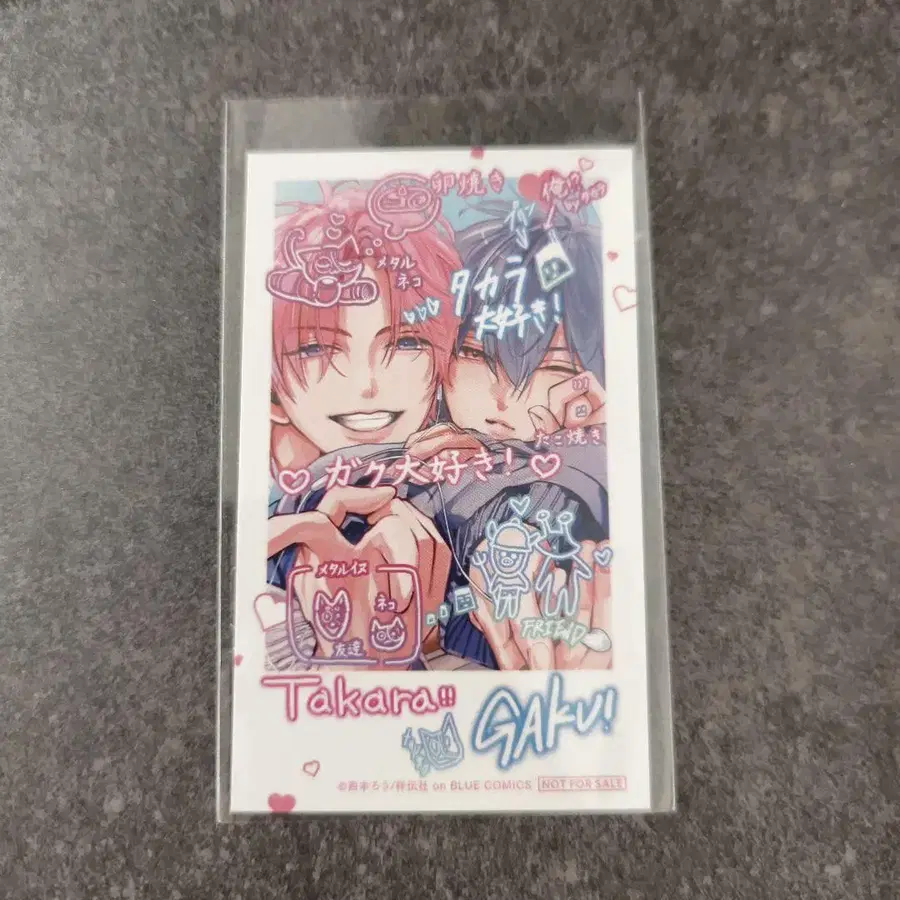 卵焼き
メタル
ネコ
タカラ
大好き!
たこ焼き
ガク大好き!
メタルイヌ
ネコ
友達
FRIEND
Takara!!
GAKU!
on BLUE COMICS
NOT FOR SALE